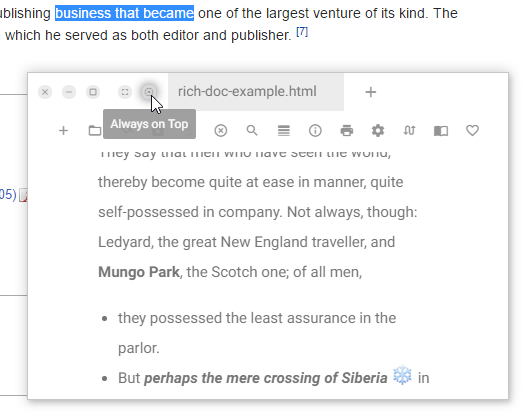 ublishing business that became one of the largest venture of its kind. The
which he served as both editor and publisher. [7]
rich-doc-example.html
Always on Top
They say that men who have seen the world,
05)
thereby become quite at ease in manner, quite
self-possessed in company. Not always, though:
Ledyard, the great New England traveller, and
Mungo Park, the Scotch one; of all men,
• they possessed the least assurance in the
parlor.
• But perhaps the mere crossing of Siberia ❄️ in